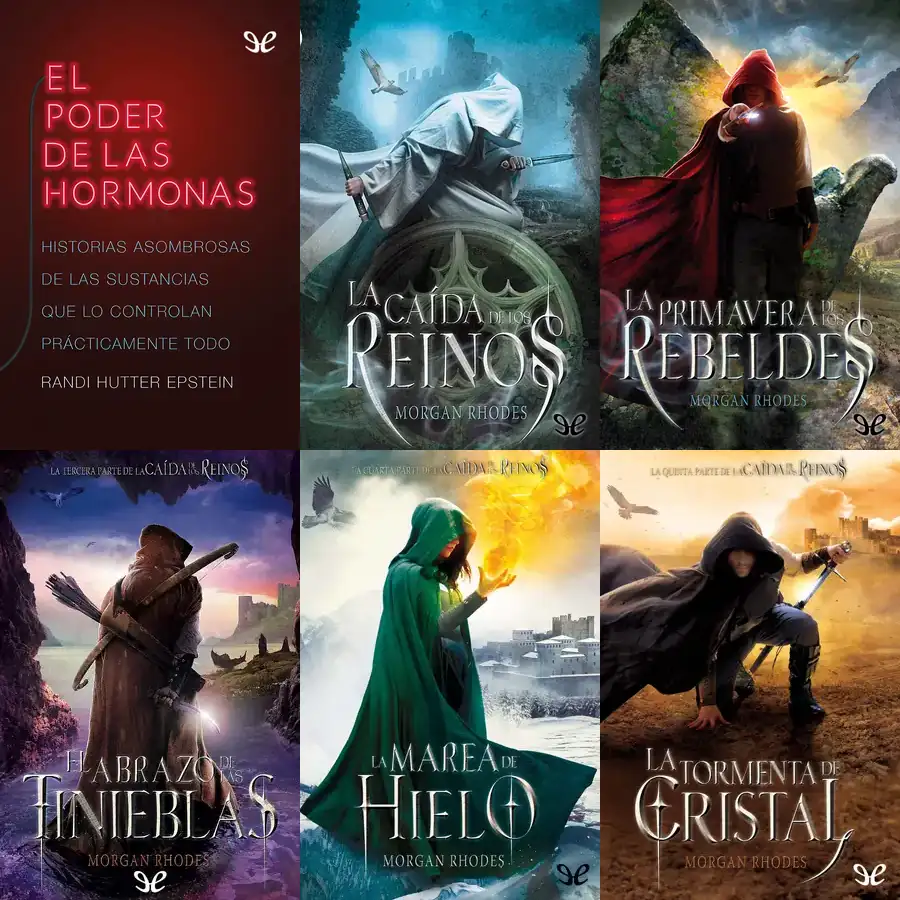 EL
PODER
DE LAS
HORMONAS
HISTORIAS ASOMBROSAS
DE LAS SUSTANCIAS
QUE LO CONTROLAN
PRÁCTICAMENTE TODO
RANDI HUTTER EPSTEIN
LA
CAÍDA DE LOS
REINOS
MORGAN RHODES
LA
PRIMAVERA DE LOS
REBELDES
MORGAN RHODES
LA TERCERA PARTE DE LA CAÍDA DE LOS REINOS
EL ABRAZO DE LAS
TINIEBLAS
MORGAN RHODES
LA CUARTA PARTE DE LA CAÍDA DE LOS REINOS
LA MAREA DE
HIELO
MORGAN RHODES
LA QUINTA PARTE DE LA CAÍDA DE LOS REINOS
LA
TORMENTA DE
CRISTAL
MORGAN RHODES